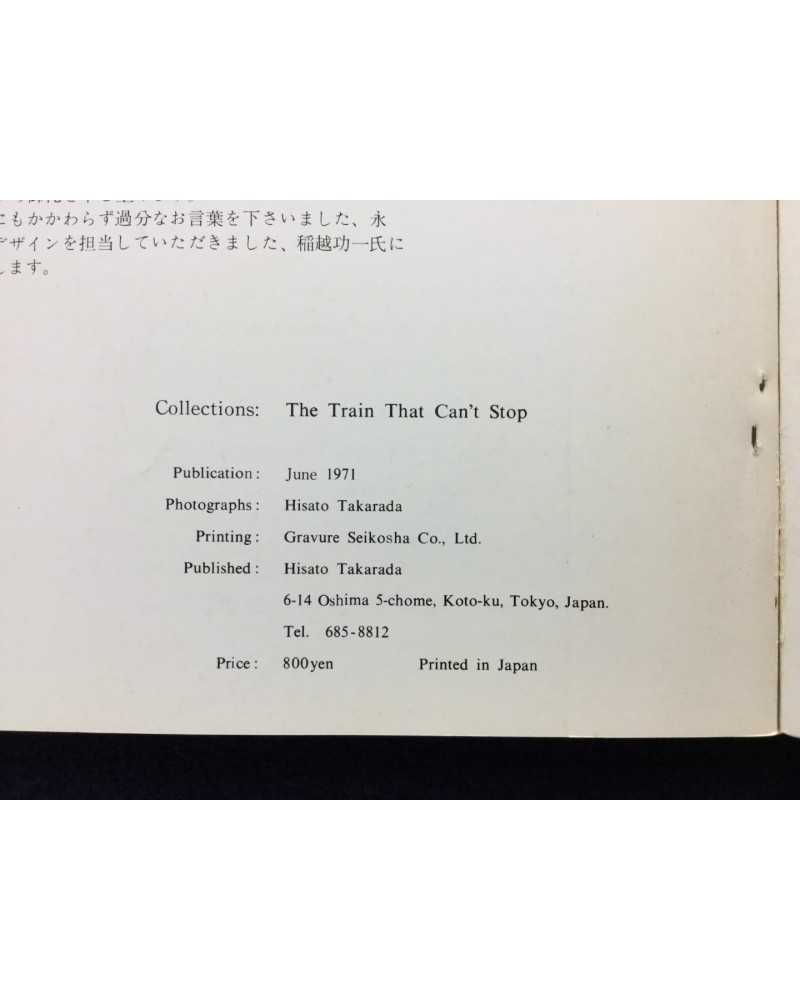 にもかかわらず過分なお言葉を下さいました、永
デザインを担当していただきました、稲越功一氏に
します。
Collections: The Train That Can't Stop
Publication: June 1971
Photographs: Hisato Takarada
Printing: Gravure Seikosha Co., Ltd.
Published: Hisato Takarada
6-14 Oshima 5-chome, Koto-ku, Tokyo, Japan.
Tel. 685-8812
Price: 800yen Printed in Japan